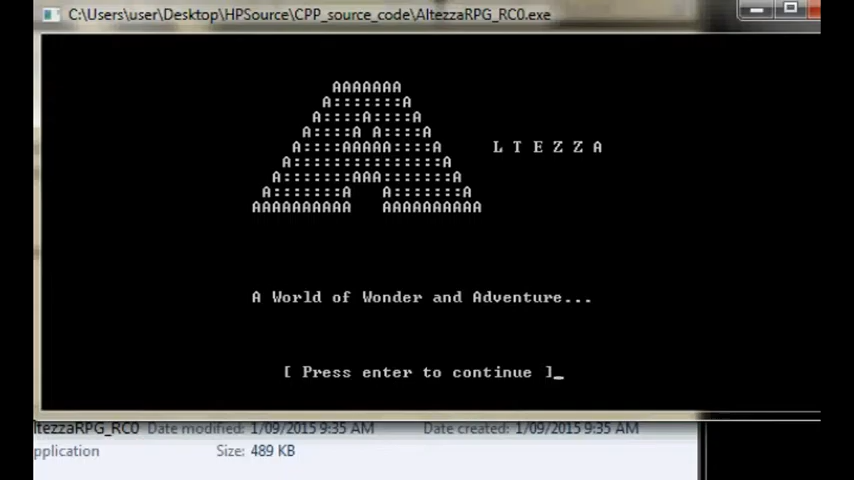 C:\Users\user\Desktop\HPSource\CPP_source_code\AltezzaRPG_RC0.exe
AAAAAAA
A:::::::A
A::::A::::A
A::::A A::::A
A::::AAAAA::::A
L T E Z Z A
A:::::::::::::::A
A:::::::AAA:::::::A
A:::::::A   A:::::::A
AAAAAAAAAA   AAAAAAAAAA
A World of Wonder and Adventure...
[ Press enter to continue ]_
ltezzaRPG_RC0 Date modified: 1/09/2015 9:35 AM Date created: 1/09/2015 9:35 AM
pplication Size: 489 KB